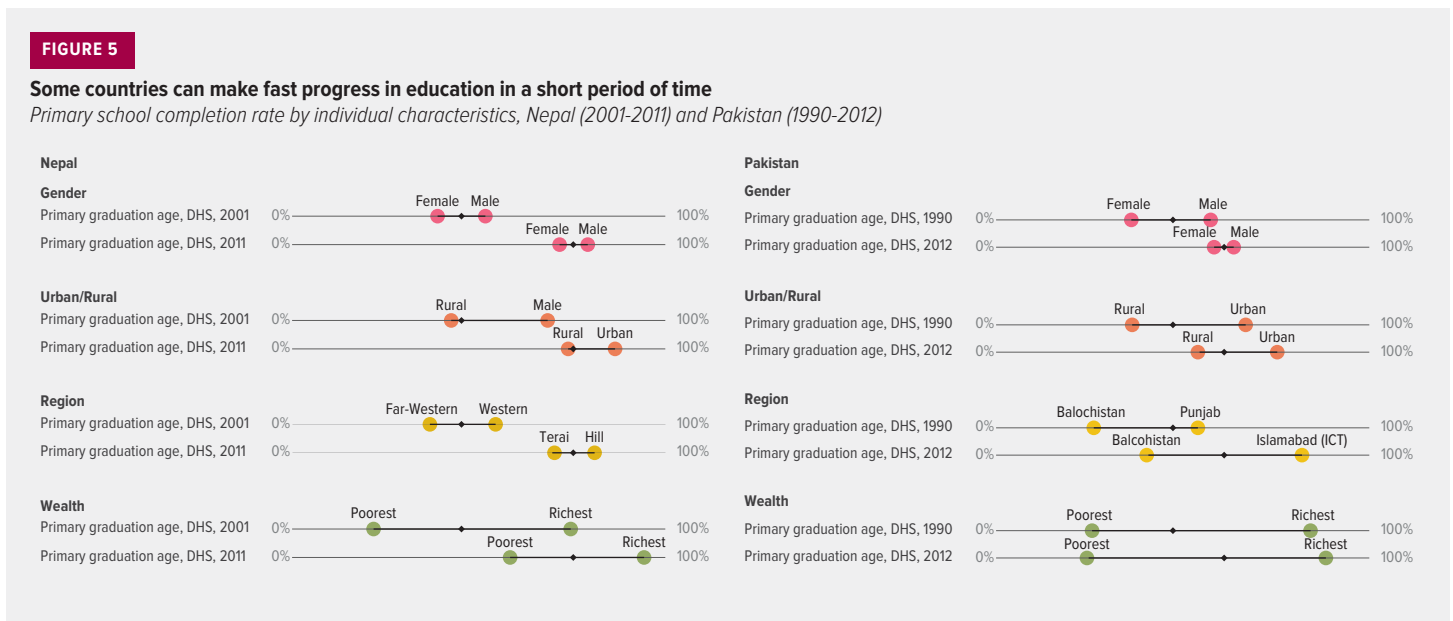 FIGURE 5
Some countries can make fast progress in education in a short period of time
Primary school completion rate by individual characteristics, Nepal (2001-2011) and Pakistan (1990-2012)
Nepal
Gender
Female Male
Primary graduation age, DHS, 2001 0% 100%
Female Male
Primary graduation age, DHS, 2011 0% 100%
Urban/Rural
Rural Male
Primary graduation age, DHS, 2001 0% 100%
Rural Urban
Primary graduation age, DHS, 2011 0% 100%
Region
Far-Western Western
Primary graduation age, DHS, 2001 0% 100%
Terai Hill
Primary graduation age, DHS, 2011 0% 100%
Wealth
Poorest Richest
Primary graduation age, DHS, 2001 0% 100%
Poorest Richest
Primary graduation age, DHS, 2011 0% 100%
Pakistan
Gender
Female Male
Primary graduation age, DHS, 1990 0% 100%
Female Male
Primary graduation age, DHS, 2012 0% 100%
Urban/Rural
Rural Urban
Primary graduation age, DHS, 1990 0% 100%
Rural Urban
Primary graduation age, DHS, 2012 0% 100%
Region
Balochistan Punjab
Primary graduation age, DHS, 1990 0% 100%
Balcohistan Islamabad (ICT)
Primary graduation age, DHS, 2012 0% 100%
Wealth
Poorest Richest
Primary graduation age, DHS, 1990 0% 100%
Poorest Richest
Primary graduation age, DHS, 2012 0% 100%